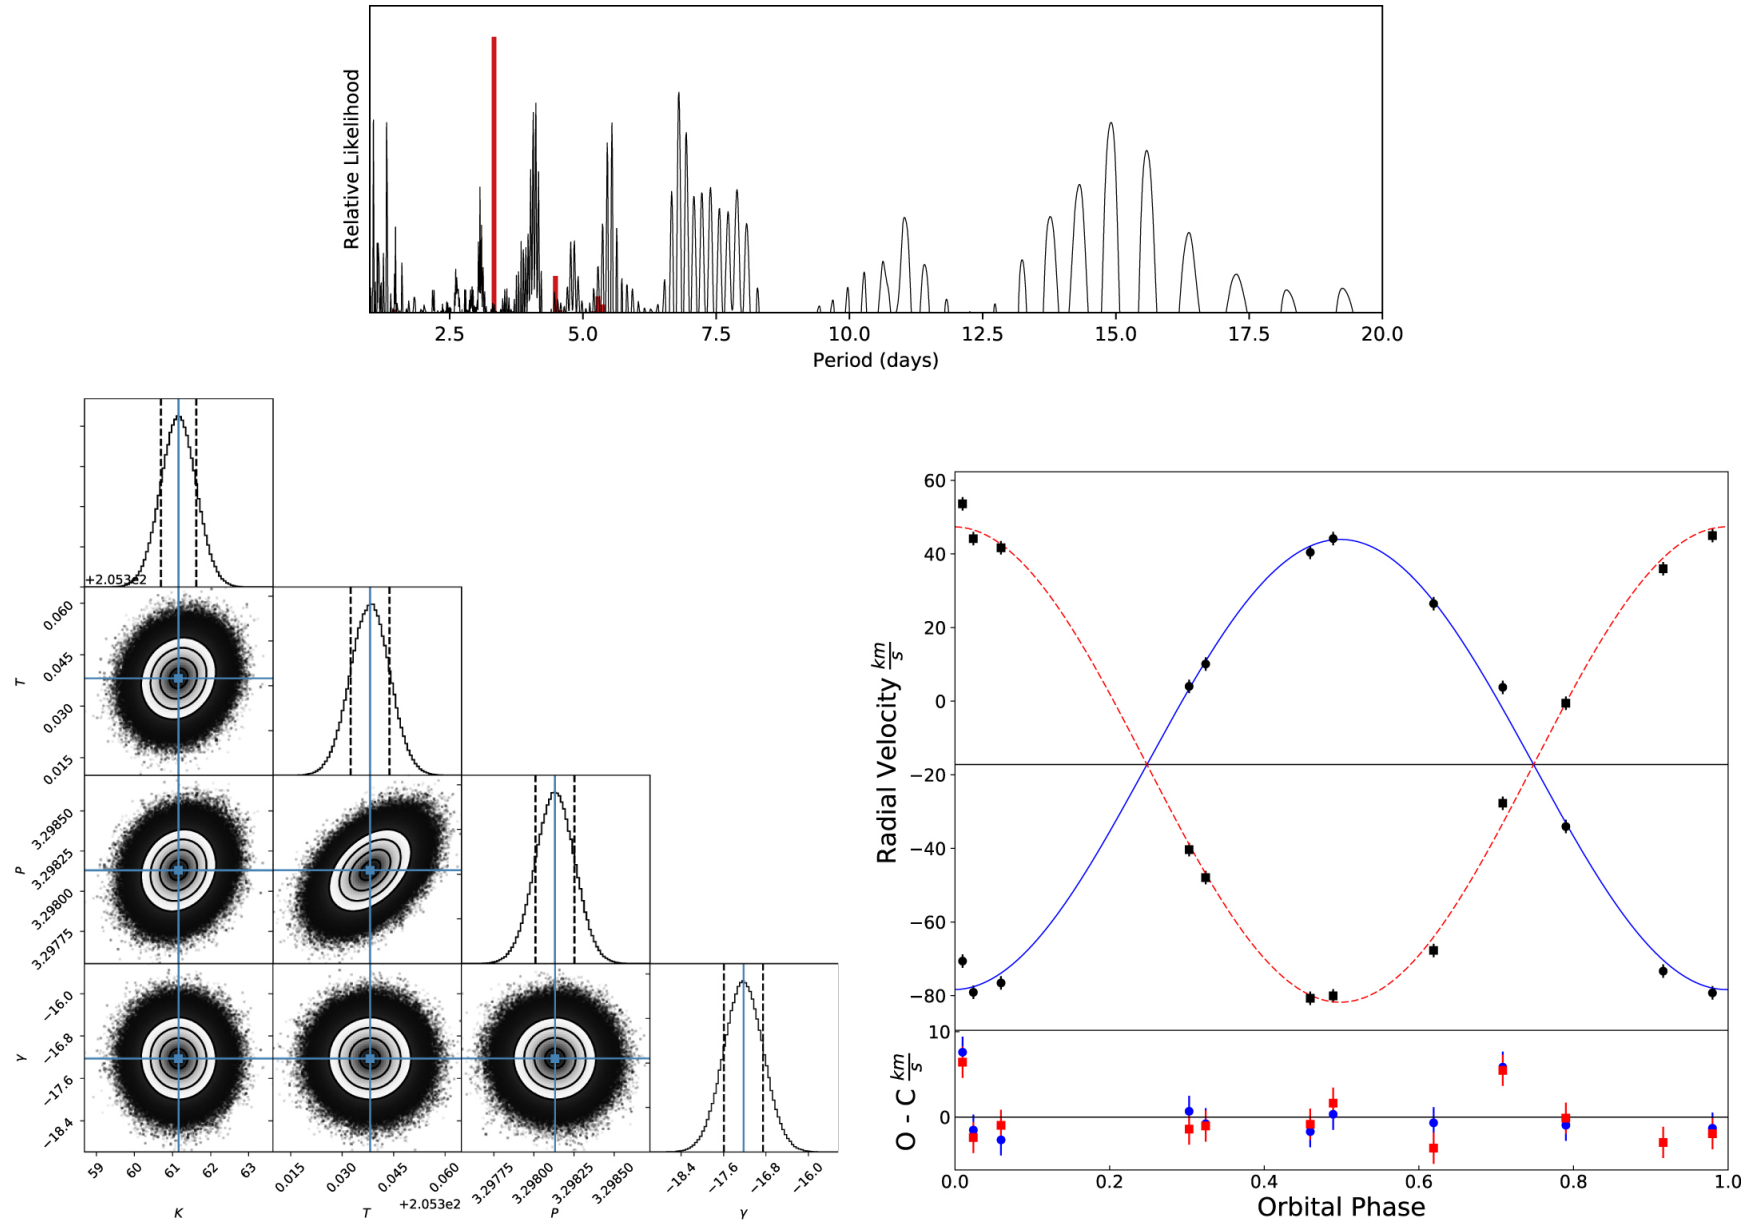 Relative Likelihood
2.5 5.0 7.5 10.0 12.5 15.0 17.5 20.0
Period (days)
+2.053e2
T
0.060
0.045
0.030
0.015
P
3.29850
3.29825
3.29800
3.29775
γ
−16.0
−16.8
−17.6
−18.4
59 60 61 62 63
0.015 0.030 0.045 0.060
3.29775 3.29800 3.29825 3.29850
−18.4 −17.6 −16.8 −16.0
+2.053e2
K T P γ
Radial Velocity km/s
60
40
20
0
−20
−40
−60
−80
O - C km/s
10
0
0.0 0.2 0.4 0.6 0.8 1.0
Orbital Phase